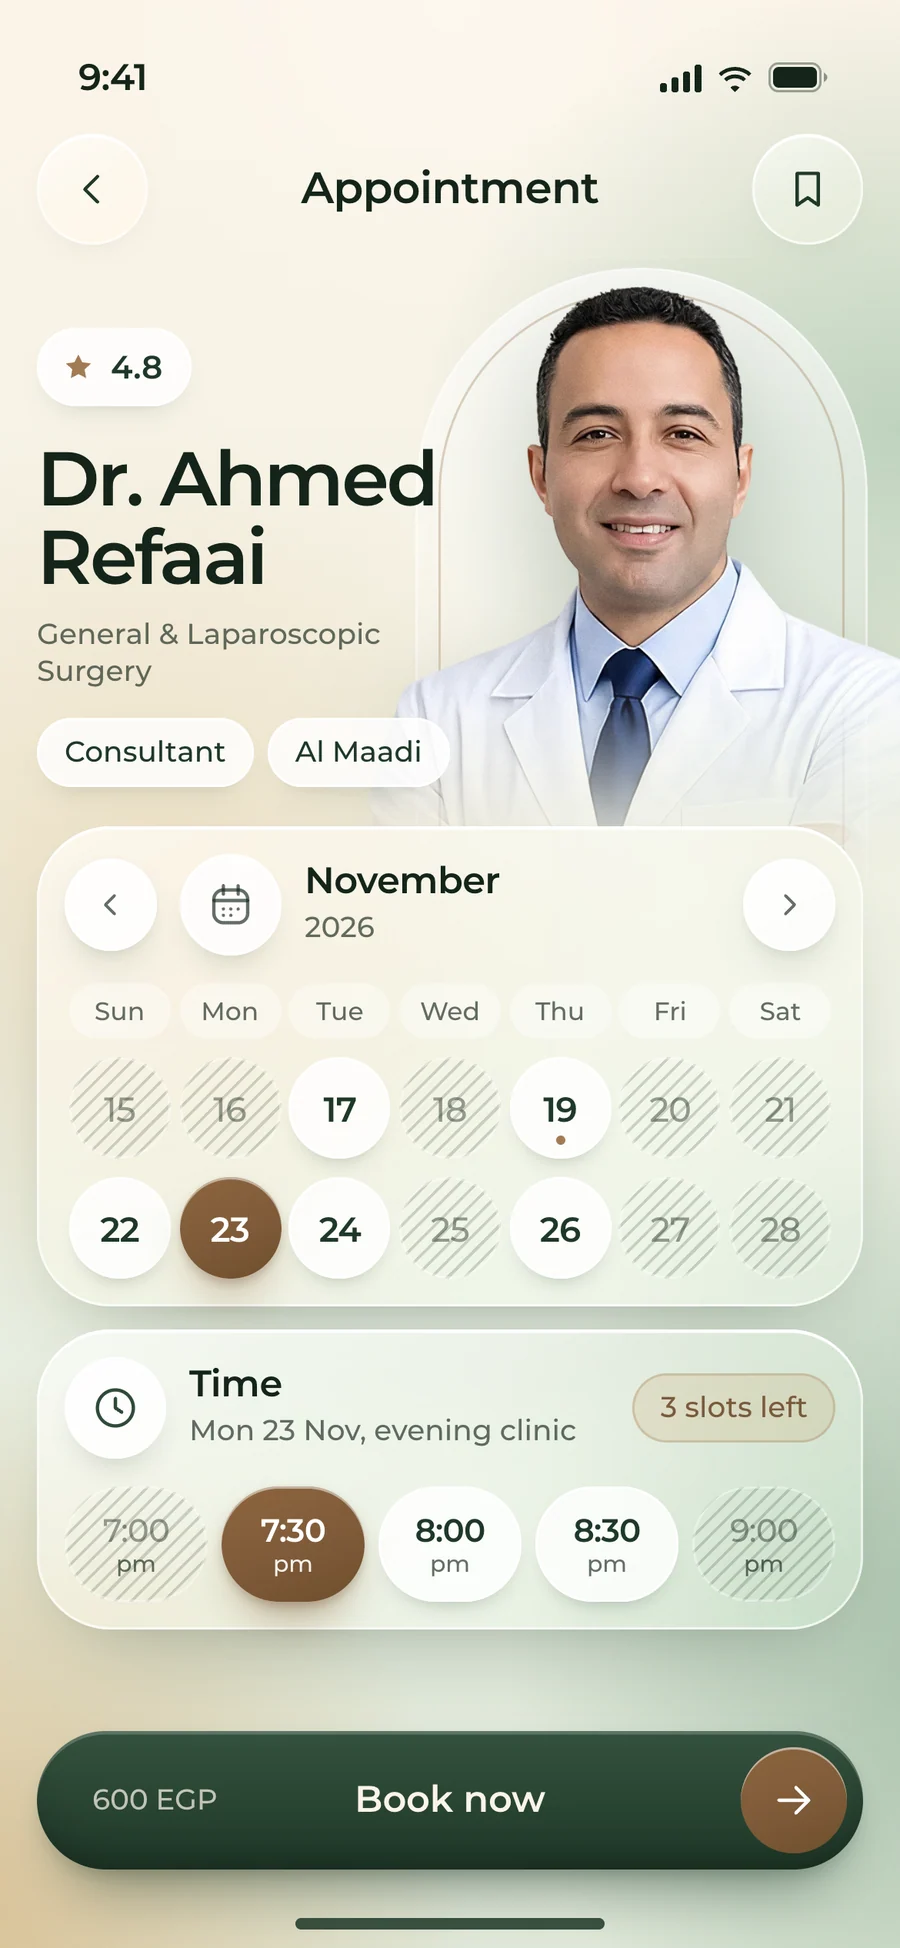 9:41
Appointment
4.8
Dr. Ahmed
Refaai
General & Laparoscopic
Surgery
Consultant
Al Maadi
November
2026
Sun Mon Tue Wed Thu Fri Sat
15 16 17 18 19 20 21
22 23 24 25 26 27 28
Time
Mon 23 Nov, evening clinic
3 slots left
7:00 7:30 8:00 8:30 9:00
pm pm pm pm pm
600 EGP Book now